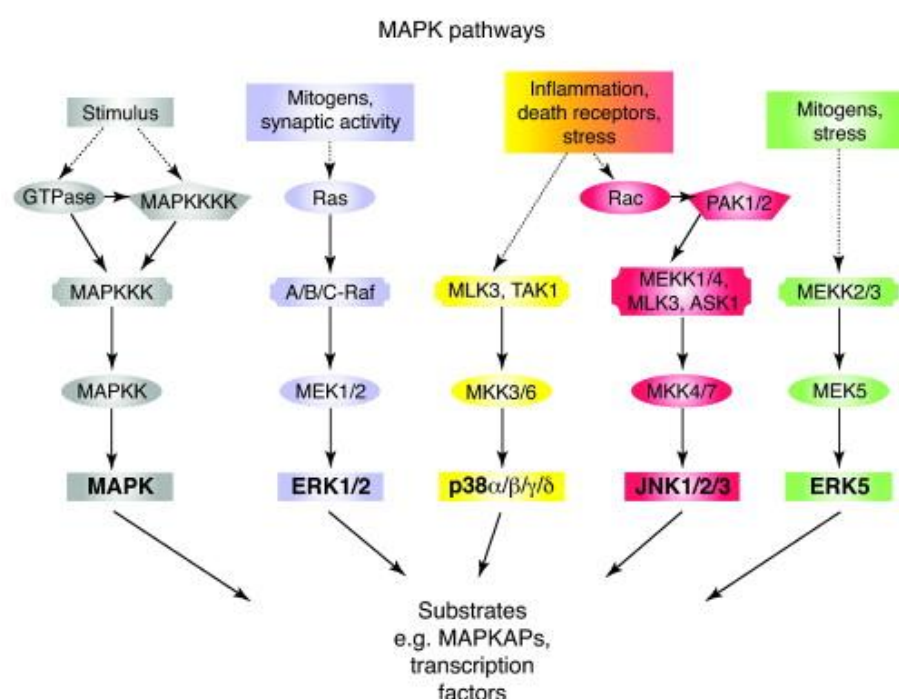 MAPK pathways
Stimulus
GTPase
MAPKKKK
MAPKKK
MAPKK
MAPK
Mitogens,
synaptic activity
Ras
A/B/C-Raf
MEK1/2
ERK1/2
Inflammation,
death receptors,
stress
MLK3, TAK1
MKK3/6
p38α/β/γ/δ
Rac
PAK1/2
MEKK1/4,
MLK3, ASK1
MKK4/7
JNK1/2/3
Mitogens,
stress
MEKK2/3
MEK5
ERK5
Substrates
e.g. MAPKAPs,
transcription
factors